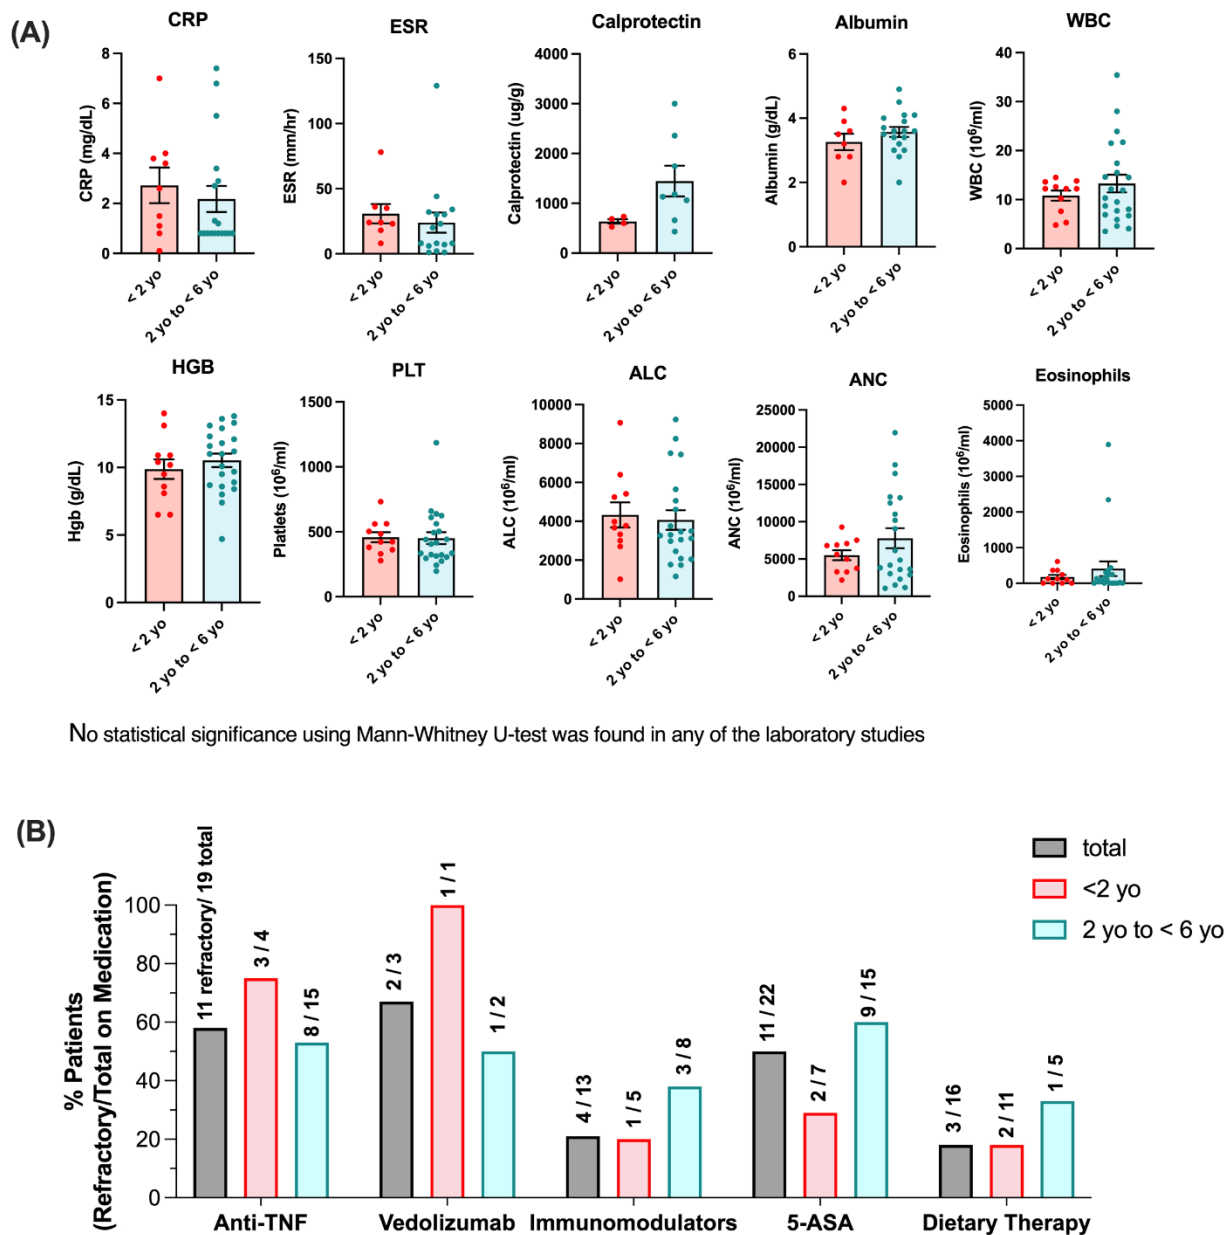 (A)
CRP
CRP (mg/dL)
8
6
4
2
0
< 2 yo
2 yo to < 6 yo
ESR
ESR (mm/hr)
150
100
50
0
< 2 yo
2 yo to < 6 yo
Calprotectin
Calprotectin (ug/g)
4000
3000
2000
1000
0
< 2 yo
2 yo to < 6 yo
Albumin
Albumin (g/dL)
6
4
2
0
< 2 yo
2 yo to < 6 yo
WBC
WBC (10⁶/ml)
40
30
20
10
0
< 2 yo
2 yo to < 6 yo
HGB
Hgb (g/dL)
15
10
5
0
< 2 yo
2 yo to < 6 yo
PLT
Platlets (10⁶/ml)
1500
1000
500
0
< 2 yo
2 yo to < 6 yo
ALC
ALC (10⁶/ml)
10000
8000
6000
4000
2000
0
< 2 yo
2 yo to < 6 yo
ANC
ANC (10⁶/ml)
25000
20000
15000
10000
5000
0
< 2 yo
2 yo to < 6 yo
Eosinophils
Eosinophils (10⁶/ml)
5000
4000
3000
2000
1000
0
< 2 yo
2 yo to < 6 yo
No statistical significance using Mann-Whitney U-test was found in any of the laboratory studies
(B)
% Patients
(Refractory/Total on Medication)
100
80
60
40
20
0
11 refractory/ 19 total
3 / 4
8 / 15
2 / 3
1 / 1
1 / 2
4 / 13
1 / 5
3 / 8
11 / 22
2 / 7
9 / 15
3 / 16
2 / 11
1 / 5
Anti-TNF
Vedolizumab
Immunomodulators
5-ASA
Dietary Therapy
total
<2 yo
2 yo to < 6 yo